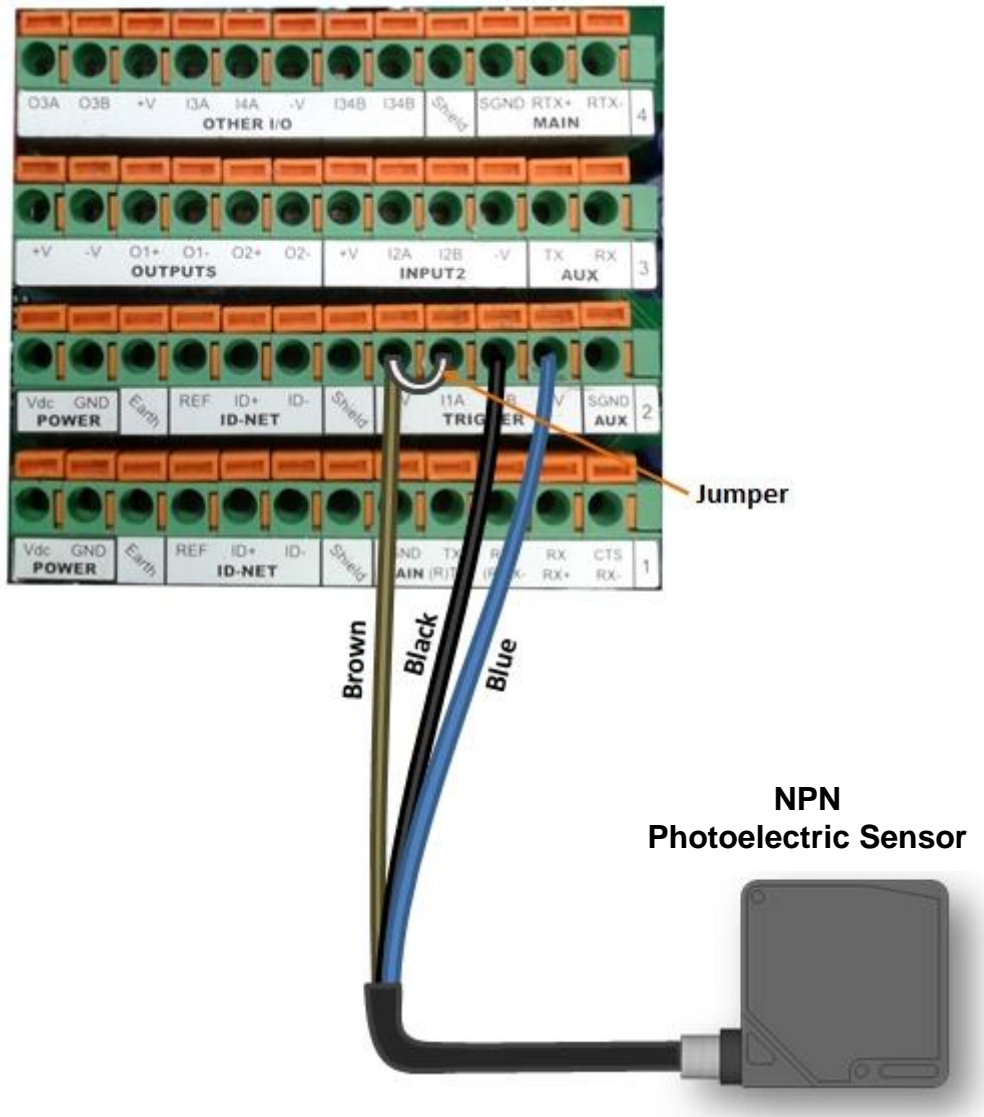 O3A O3B +V I3A I4A -V I34B I34B Shield SGND RTX+ RTX-
OTHER I/O MAIN 4
+V -V O1+ O1- O2+ O2- +V I2A I2B -V TX RX
OUTPUTS INPUT2 AUX 3
Vdc GND Earth REF ID+ ID- Shield I1A SGND
POWER ID-NET TRIGGER AUX 2
Jumper
Vdc GND Earth REF ID+ ID- Shield TX RX CTS
POWER ID-NET RX+ RX- 1
Brown
Black
Blue
NPN
Photoelectric Sensor